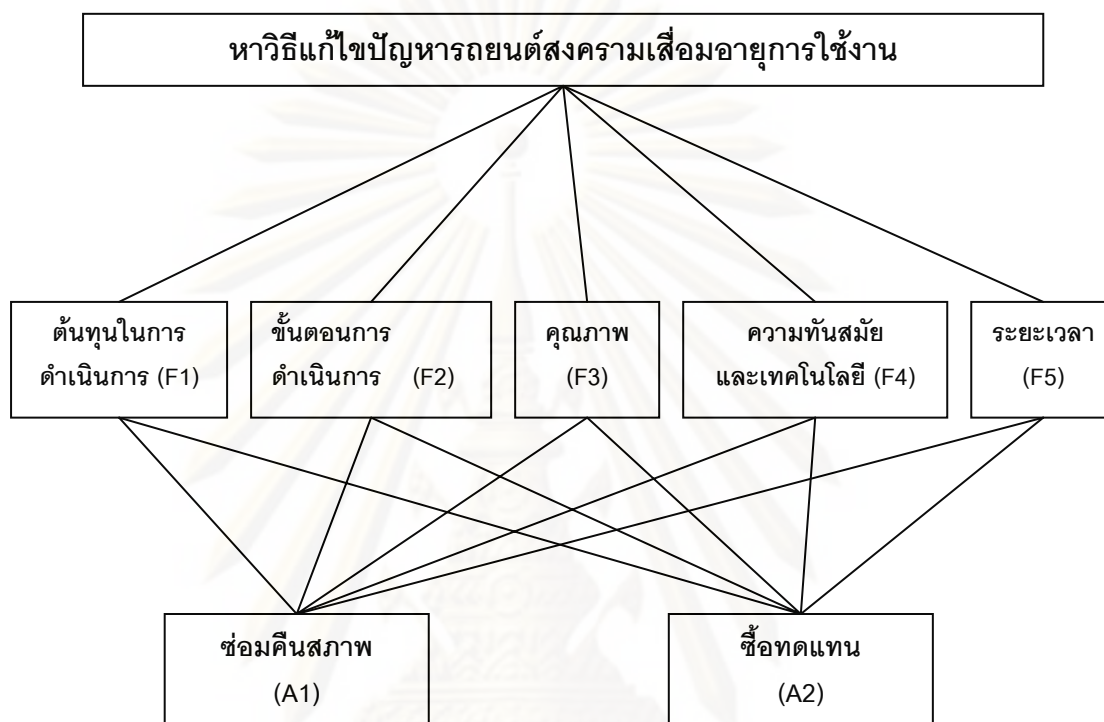 หาวิธีแก้ไขปัญหารถยนต์สงครามเสื่อมอายุการใช้งาน
ต้นทุนในการ
ดำเนินการ (F1)
ขั้นตอนการ
ดำเนินการ (F2)
คุณภาพ
(F3)
ความทันสมัย
และเทคโนโลยี (F4)
ระยะเวลา
(F5)
ซ่อมคืนสภาพ
(A1)
ซื้อทดแทน
(A2)